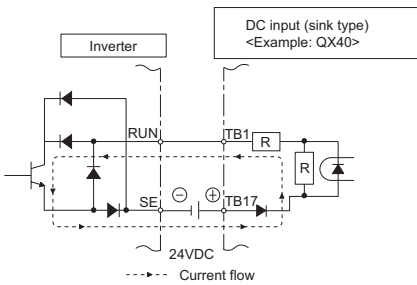 Inverter
DC input (sink type)
<Example: QX40>
RUN
TB1
R
R
SE
TB17
24VDC
Current flow